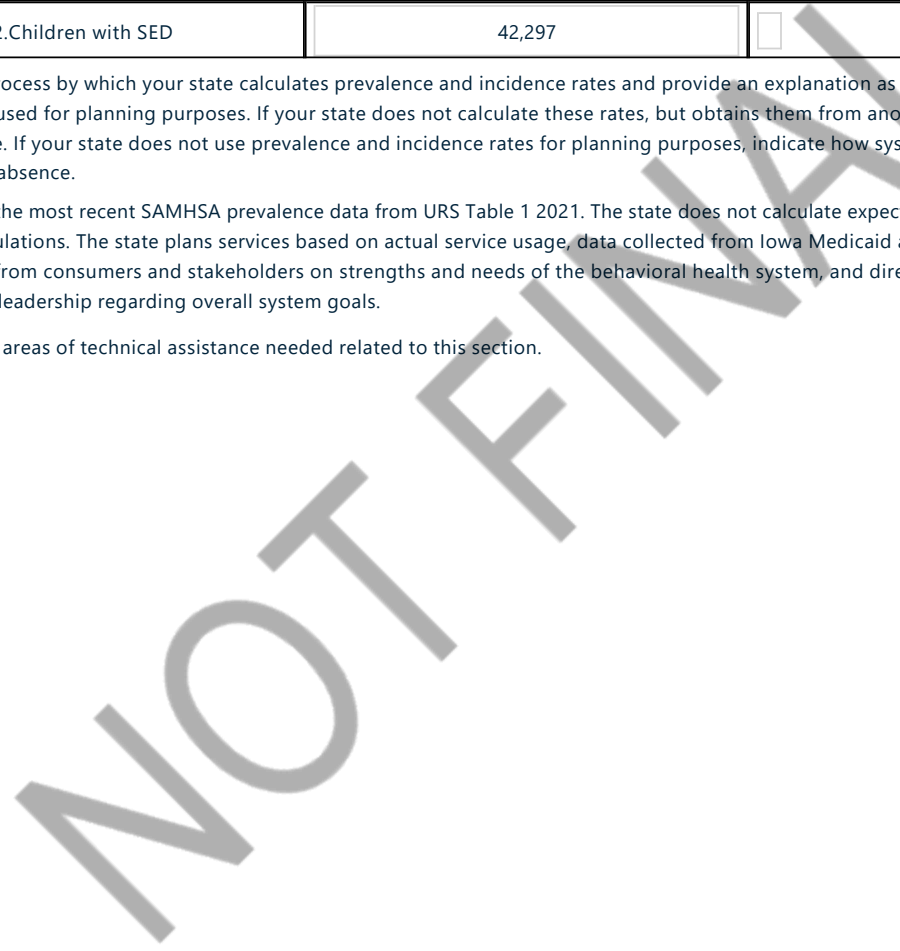 2.Children with SED 42,297
ocess by which your state calculates prevalence and incidence rates and provide an explanation as
used for planning purposes. If your state does not calculate these rates, but obtains them from ano
e. If your state does not use prevalence and incidence rates for planning purposes, indicate how sys
absence.
the most recent SAMHSA prevalence data from URS Table 1 2021. The state does not calculate expec
ulations. The state plans services based on actual service usage, data collected from Iowa Medicaid a
from consumers and stakeholders on strengths and needs of the behavioral health system, and dire
leadership regarding overall system goals.
areas of technical assistance needed related to this section.
NOT FINAL